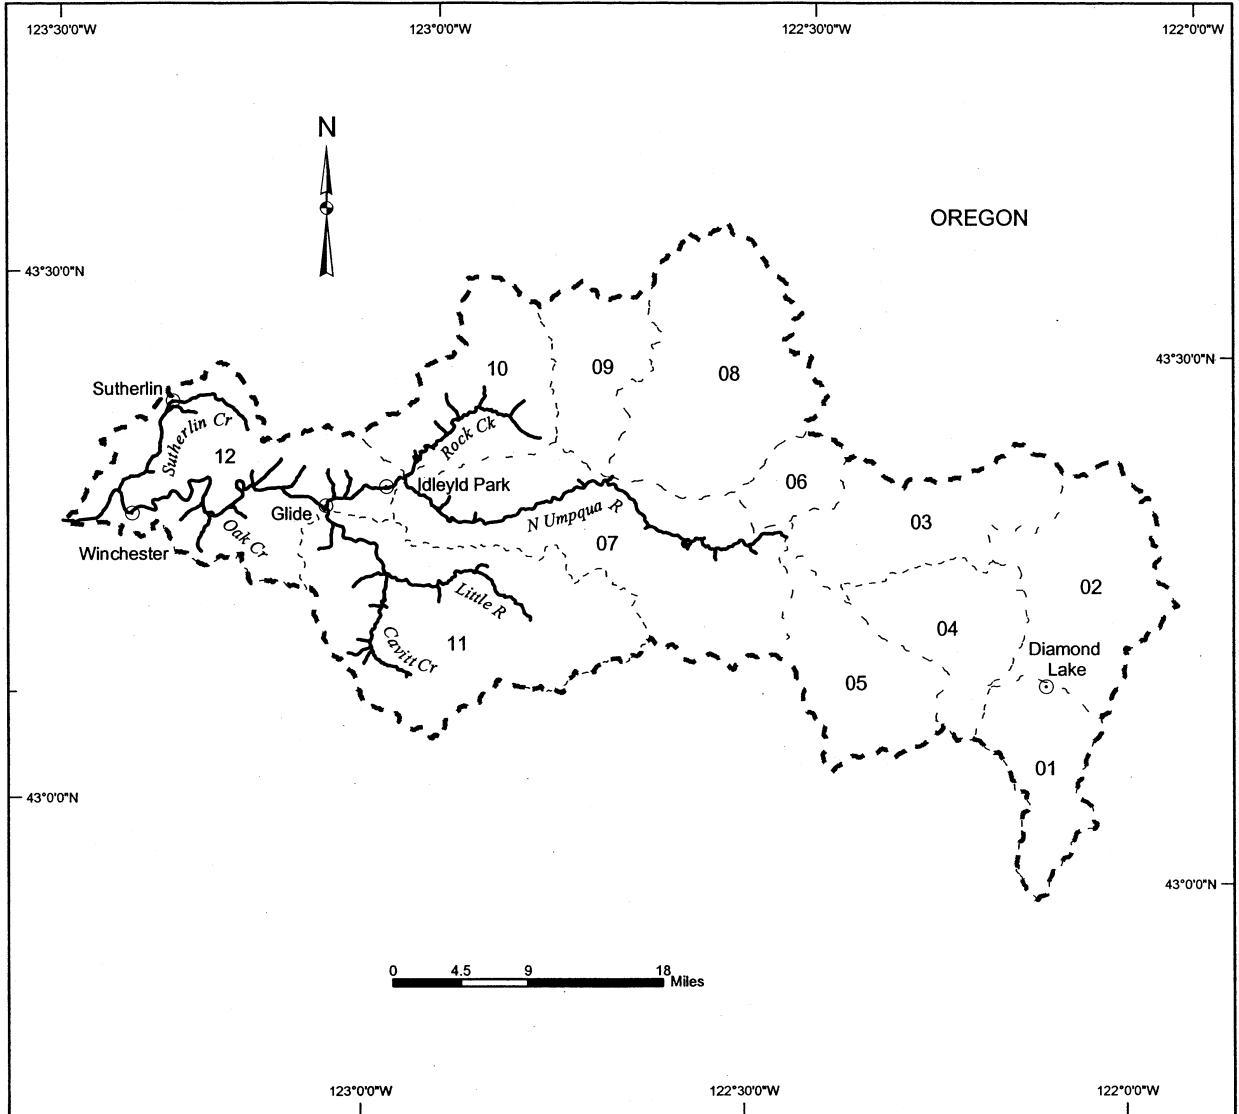 123°30'0"W
123°0'0"W
122°30'0"W
122°0'0"W
N
OREGON
43°30'0"N
43°30'0"N
10
09
08
Sutherlin
Sutherlin Cr
12
Rock Ck
Idleyld Park
06
Glide
N Umpqua R
03
Oak Cr
Winchester
07
02
Little R
04
11
Cavitt Cr
Diamond
Lake
05
01
43°0'0"N
43°0'0"N
0 4.5 9 18 Miles
123°0'0"W
122°30'0"W
122°0'0"W